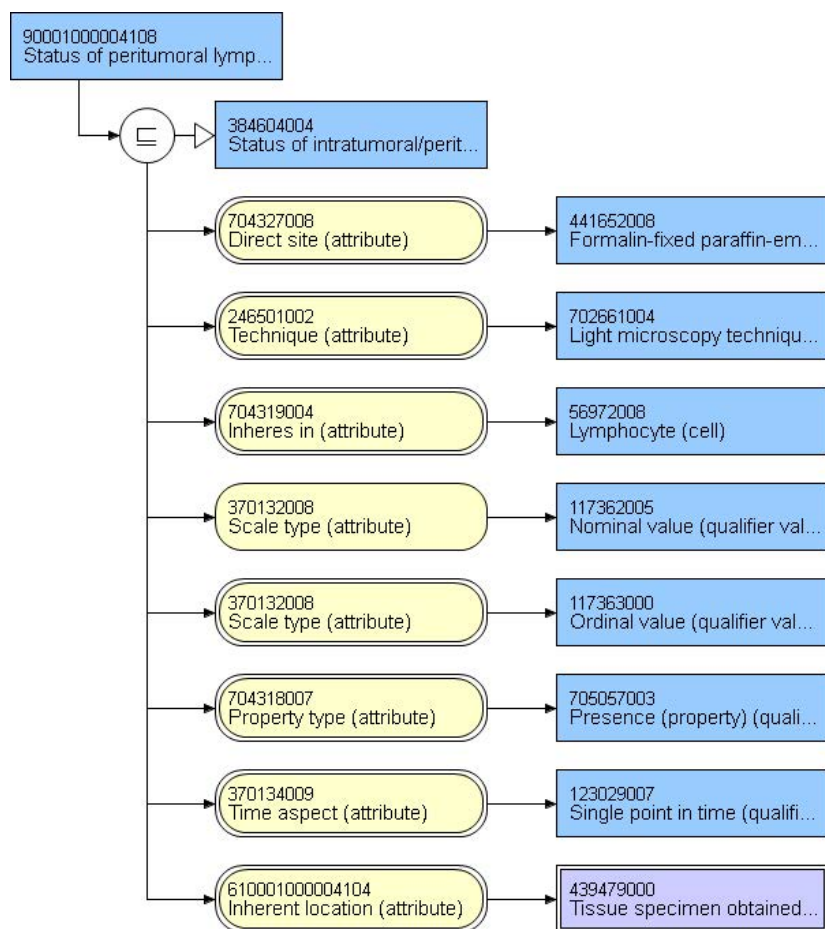 90001000004108
Status of peritumoral lymp...
⊑
384604004
Status of intratumoral/perit...
704327008
Direct site (attribute)
441652008
Formalin-fixed paraffin-em...
246501002
Technique (attribute)
702661004
Light microscopy techniqu...
704319004
Inheres in (attribute)
56972008
Lymphocyte (cell)
370132008
Scale type (attribute)
117362005
Nominal value (qualifier val...
370132008
Scale type (attribute)
117363000
Ordinal value (qualifier val...
704318007
Property type (attribute)
705057003
Presence (property) (quali...
370134009
Time aspect (attribute)
123029007
Single point in time (qualifi...
610001000004104
Inherent location (attribute)
439479000
Tissue specimen obtained...